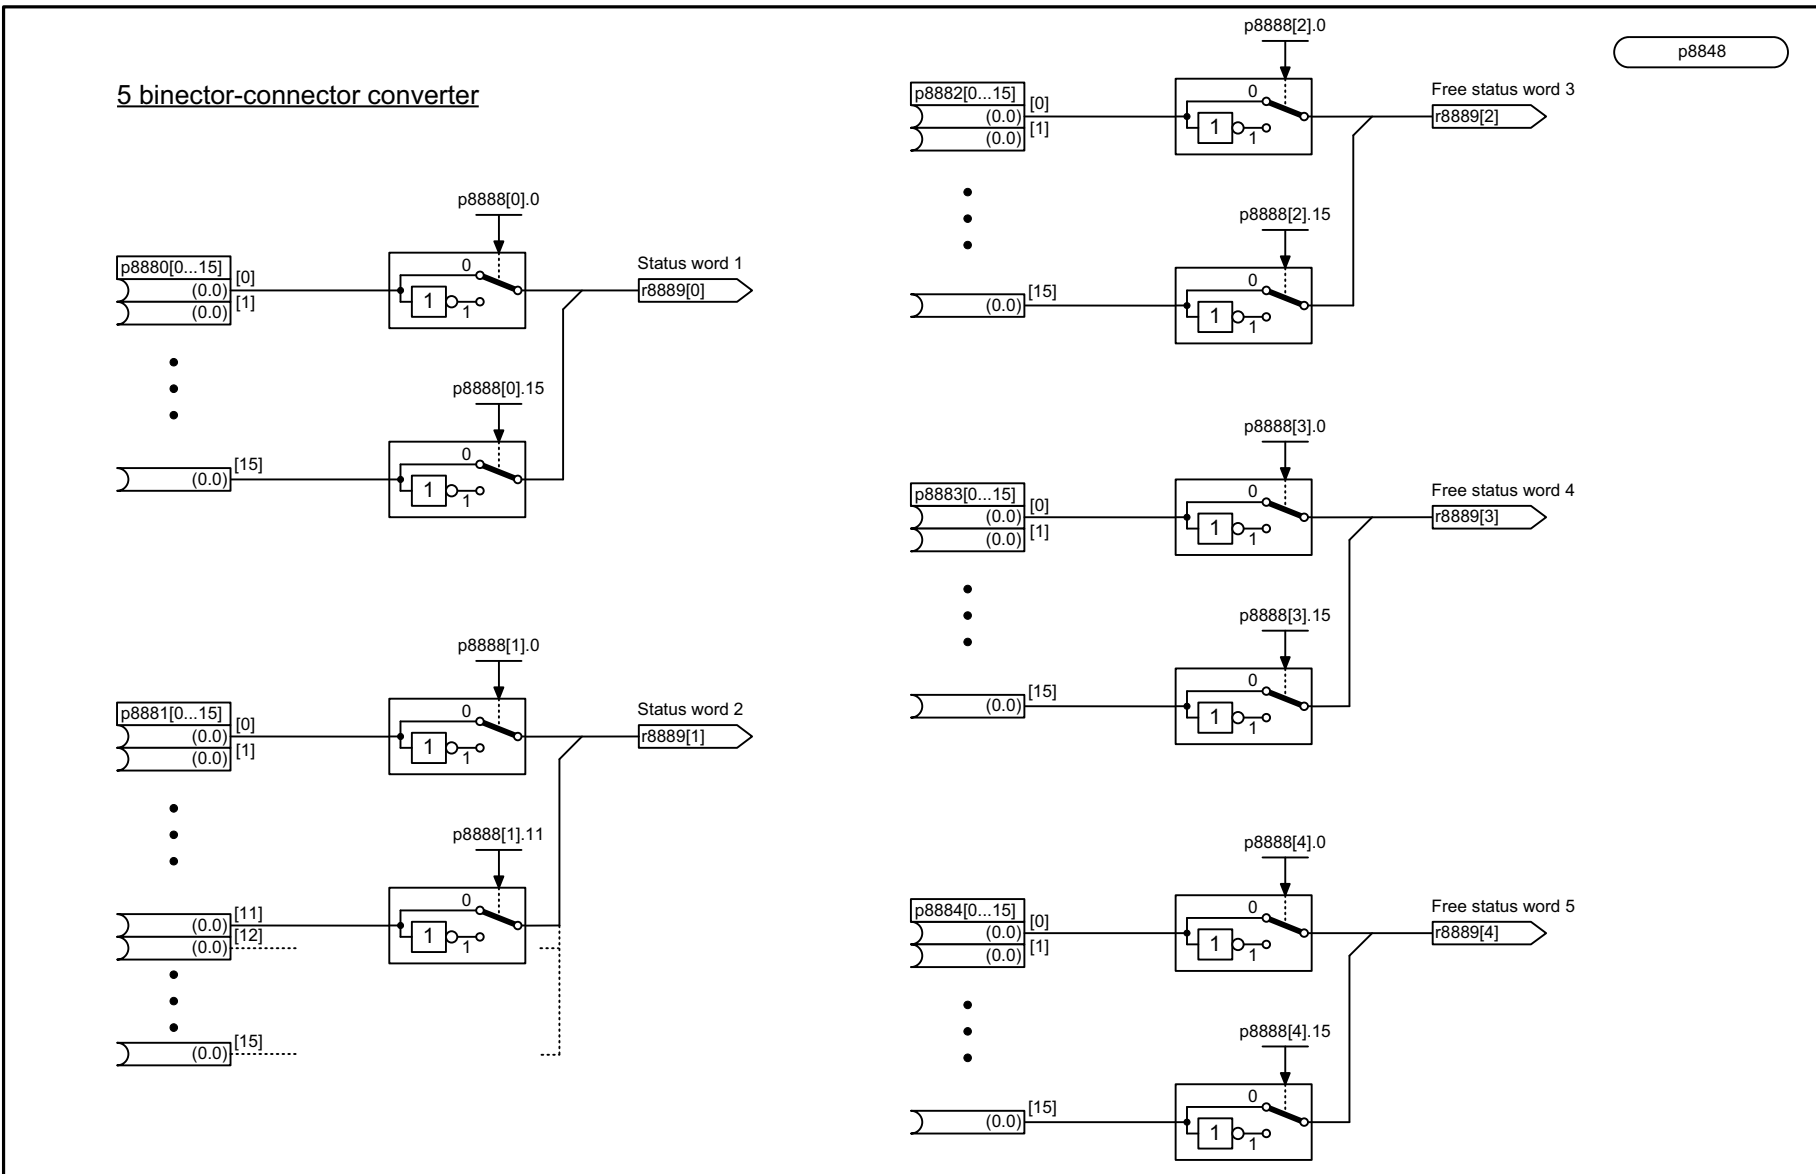 5 binector-connector converter
p8888[0].0
p8880[0...15]
[0]
(0.0)
[1]
(0.0)
0
1
1
Status word 1
r8889[0]
p8888[0].15
[15]
(0.0)
0
1
1
p8888[1].0
p8881[0...15]
[0]
(0.0)
[1]
(0.0)
0
1
1
Status word 2
r8889[1]
p8888[1].11
[11]
(0.0)
[12]
(0.0)
0
1
1
[15]
(0.0)
p8888[2].0
p8882[0...15]
[0]
(0.0)
[1]
(0.0)
0
1
1
Free status word 3
r8889[2]
p8888[2].15
[15]
(0.0)
0
1
1
p8888[3].0
p8883[0...15]
[0]
(0.0)
[1]
(0.0)
0
1
1
Free status word 4
r8889[3]
p8888[3].15
[15]
(0.0)
0
1
1
p8888[4].0
p8884[0...15]
[0]
(0.0)
[1]
(0.0)
0
1
1
Free status word 5
r8889[4]
p8888[4].15
[15]
(0.0)
0
1
1
p8848